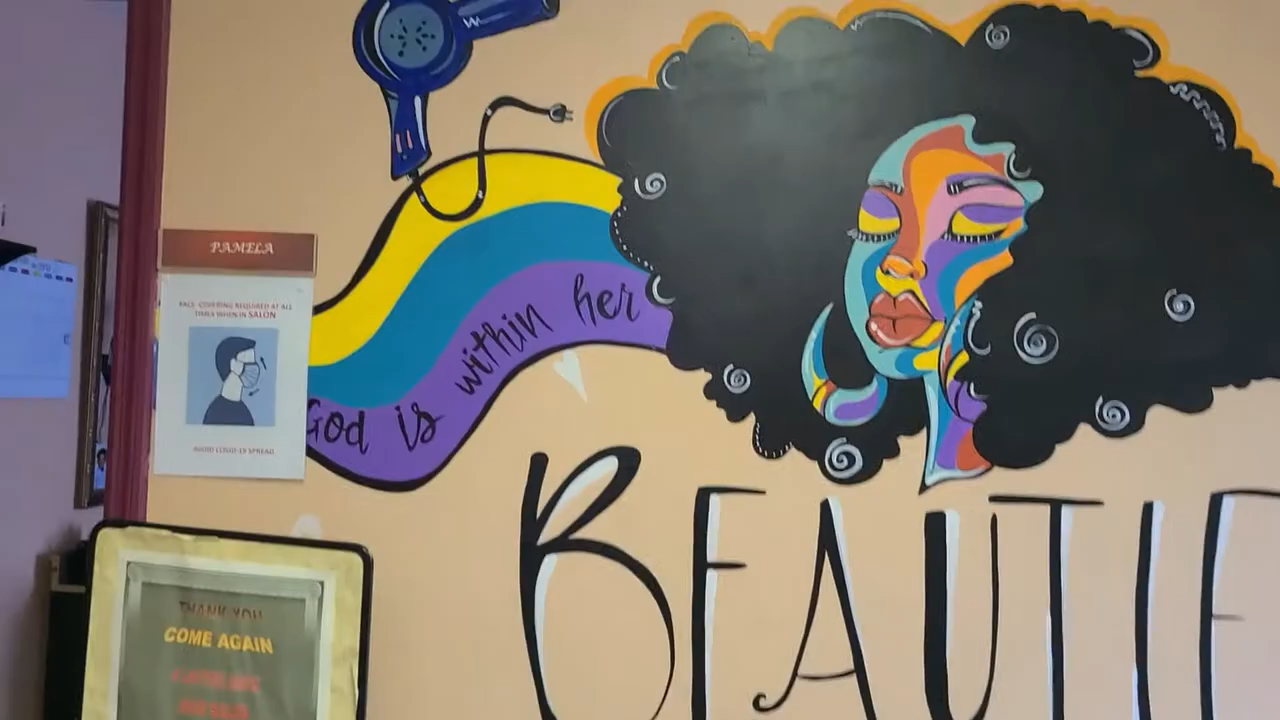 PAMELA
FACE COVERING REQUIRED AT ALL
TIMES WHEN IN SALON
AVOID COVID-19 SPREAD
God is within her
BEAUTIE
THANK YOU
COME AGAIN